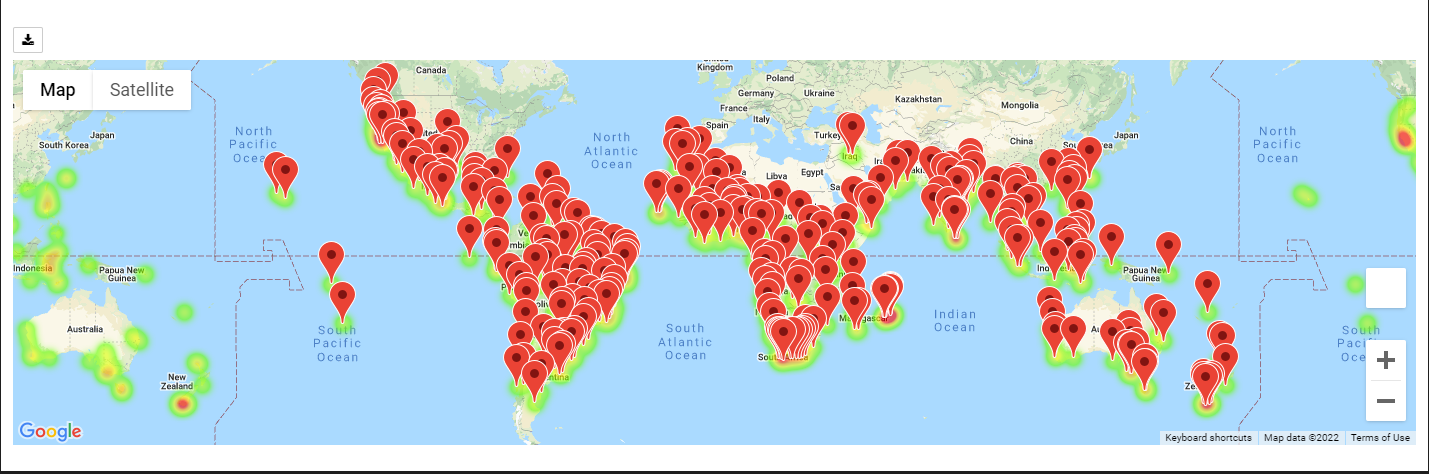 Map
Satellite
Canada
United
Kingdom
Poland
Germany
Ukraine
France
Kazakhstan
Mongolia
Italy
Spain
Turkey
Japan
South Korea
China
Japan
North
Pacific
Ocean
North
Atlantic
Ocean
North
Pacific
Ocean
Iraq
Libya
Egypt
Indonesia
Papua New
Guinea
Papua New
Guinea
Australia
South
Pacific
Ocean
South
Atlantic
Ocean
Indian
Ocean
South
New
Zealand
Google
Keyboard shortcuts
Map data ©2022
Terms of Use